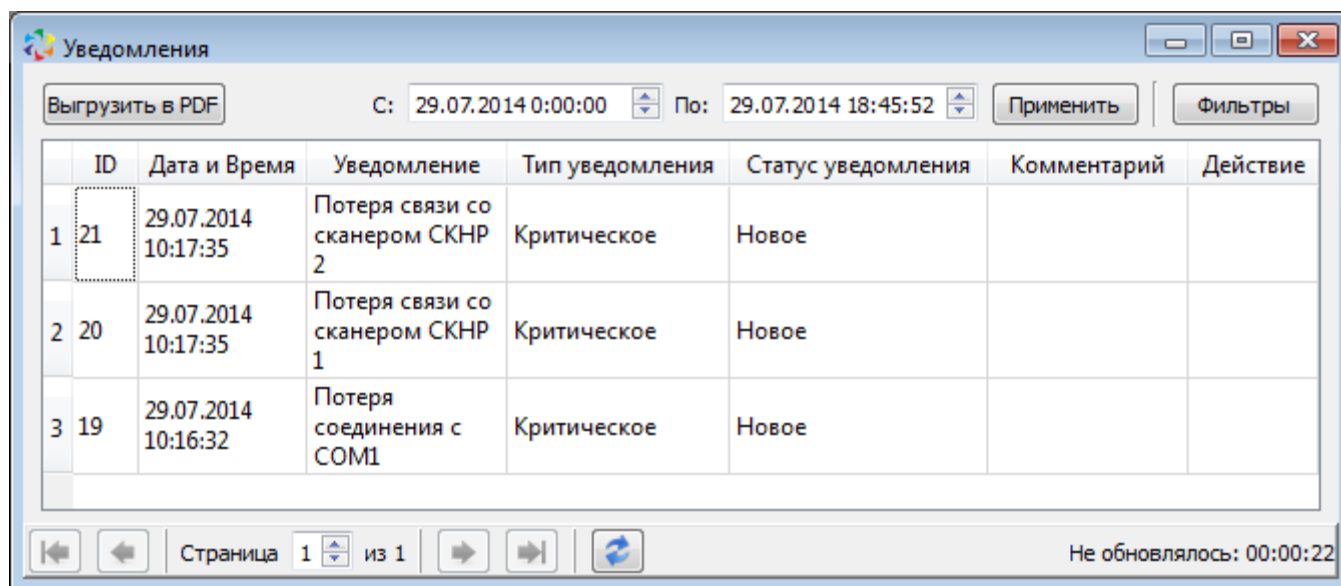 Уведомления
Выгрузить в PDF С: 29.07.2014 0:00:00 По: 29.07.2014 18:45:52 Применить Фильтры
ID Дата и Время Уведомление Тип уведомления Статус уведомления Комментарий Действие
1 21 29.07.2014 10:17:35 Потеря связи со сканером СКНР 2 Критическое Новое
2 20 29.07.2014 10:17:35 Потеря связи со сканером СКНР 1 Критическое Новое
3 19 29.07.2014 10:16:32 Потеря соединения с COM1 Критическое Новое
Страница 1 из 1 Не обновлялось: 00:00:22